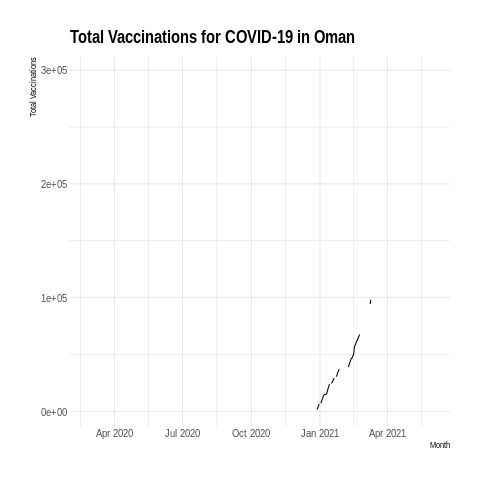 Total Vaccinations for COVID-19 in Oman
Total Vaccinations
3e+05
2e+05
1e+05
0e+00
Apr 2020
Jul 2020
Oct 2020
Jan 2021
Apr 2021
Month